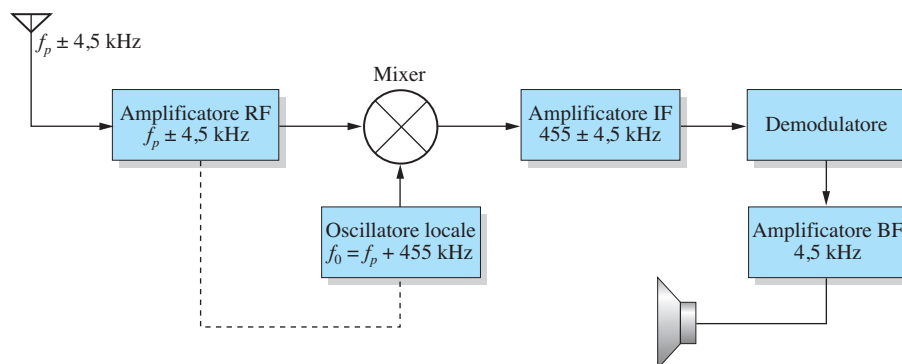 f_p ± 4,5 kHz
Mixer
Amplificatore RF
f_p ± 4,5 kHz
Amplificatore IF
455 ± 4,5 kHz
Demodulatore
Oscillatore locale
f_0 = f_p + 455 kHz
Amplificatore BF
4,5 kHz